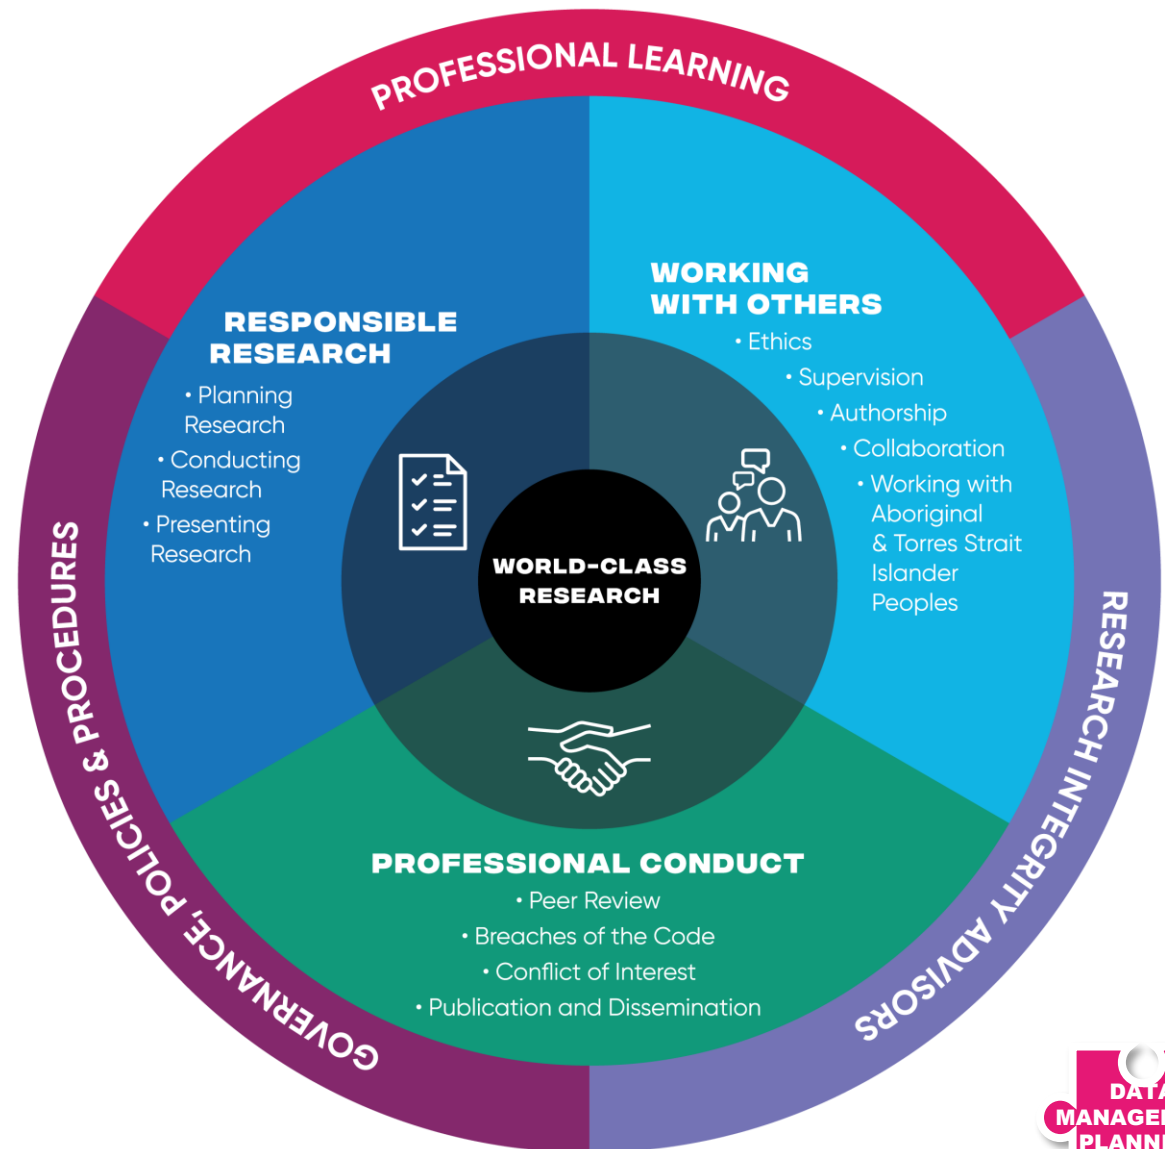 PROFESSIONAL LEARNING
RESPONSIBLE
RESEARCH
• Planning
Research
• Conducting
Research
• Presenting
Research
WORKING
WITH OTHERS
• Ethics
• Supervision
• Authorship
• Collaboration
• Working with
Aboriginal
& Torres Strait
Islander
Peoples
WORLD-CLASS
RESEARCH
PROFESSIONAL CONDUCT
• Peer Review
• Breaches of the Code
• Conflict of Interest
• Publication and Dissemination
GOVERNANCE, POLICIES & PROCEDURES
RESEARCH INTEGRITY ADVISORS
DATA